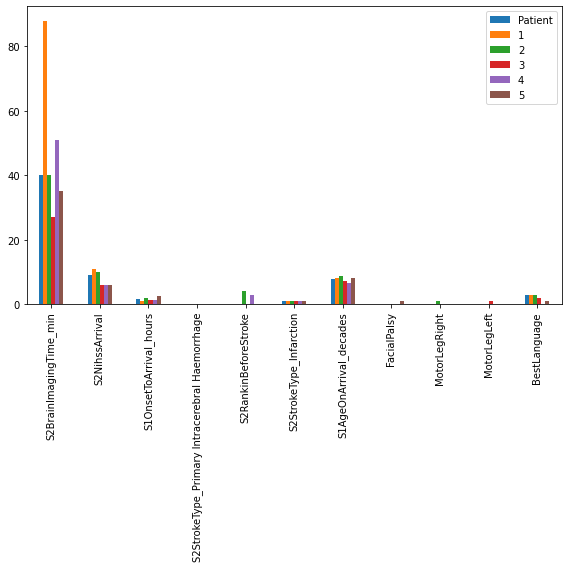 Patient
1
2
3
4
5
80
60
40
20
0
S2BrainImagingTime_min
S2NihssArrival
S1OnsetToArrival_hours
S2StrokeType_Primary Intracerebral Haemorrhage
S2RankinBeforeStroke
S2StrokeType_Infarction
S1AgeOnArrival_decades
FacialPalsy
MotorLegRight
MotorLegLeft
BestLanguage